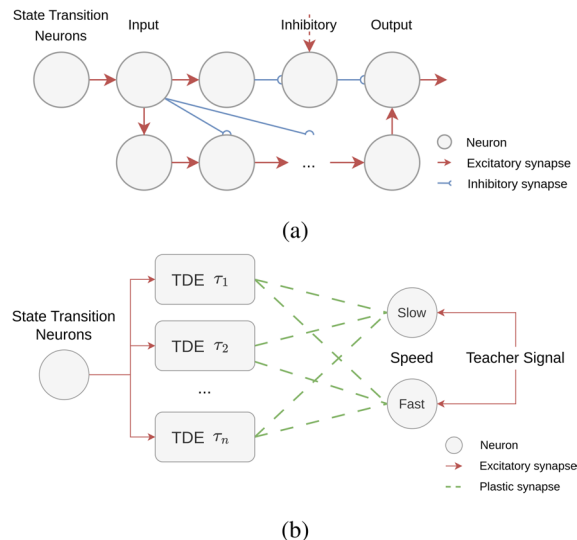 State Transition
Neurons
Input
Inhibitory
Output
...
Neuron
Excitatory synapse
Inhibitory synapse
(a)
TDE τ1
State Transition
Neurons
TDE τ2
...
TDE τn
Slow
Speed
Teacher Signal
Fast
Neuron
Excitatory synapse
Plastic synapse
(b)